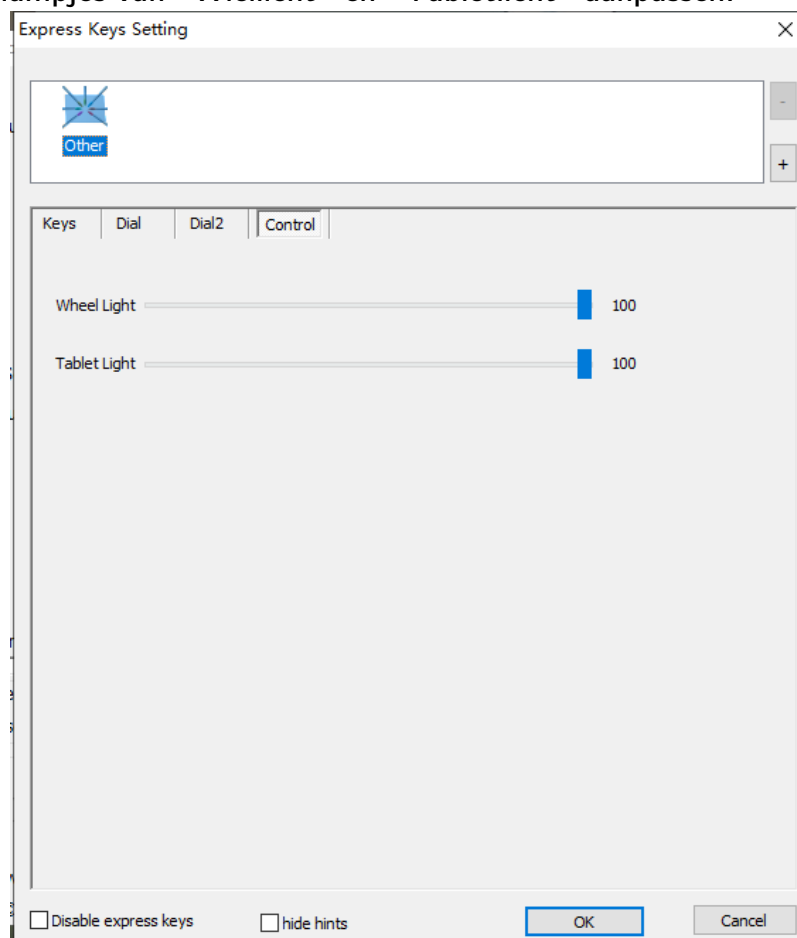 Express Keys Setting
Other
-
+
Keys Dial Dial2 Control
Wheel Light 100
Tablet Light 100
Disable express keys hide hints OK Cancel